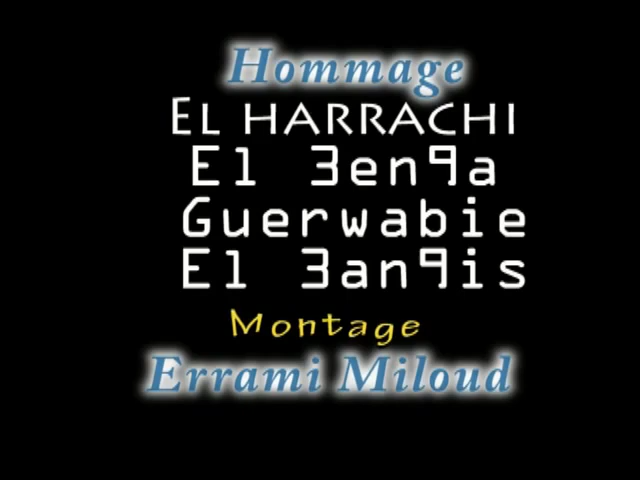 Hommage
EL HARRACHI
El 3en9a
Guerwabie
El 3an9is
Montage
Errami Miloud